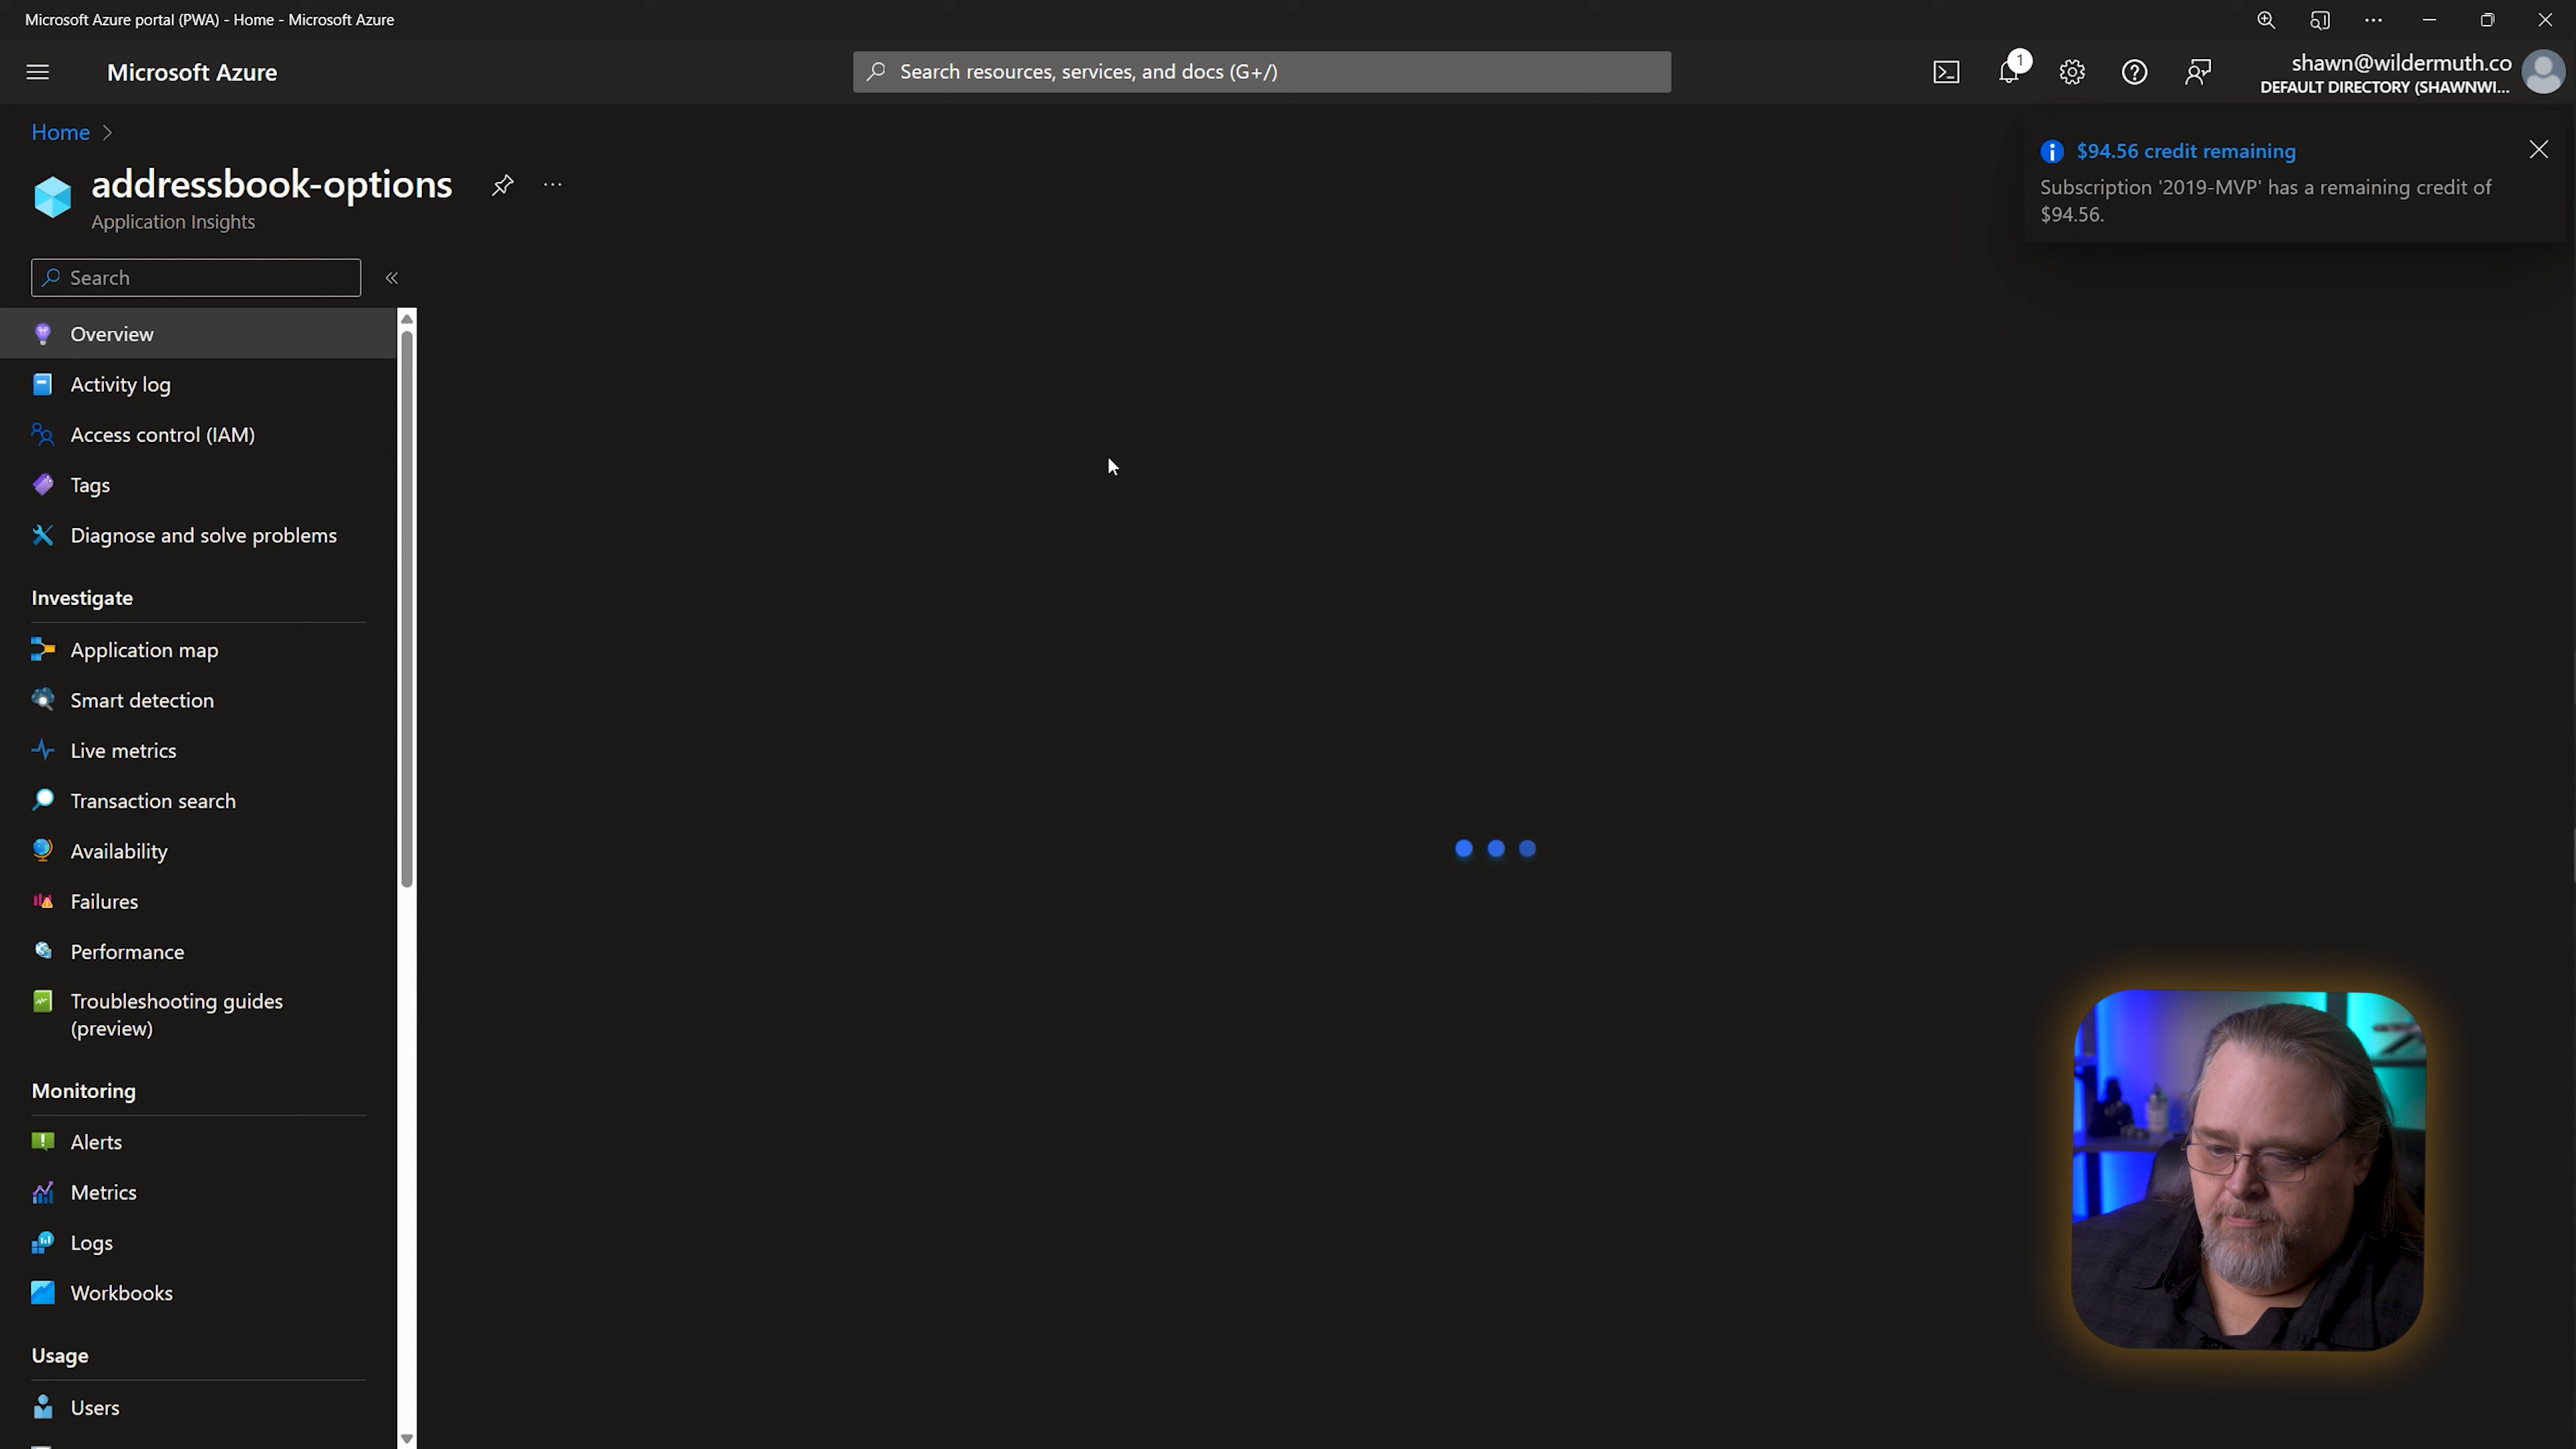 Microsoft Azure portal (PWA) - Home - Microsoft Azure
Microsoft Azure
Search resources, services, and docs (G+/)
1
shawn@wildermuth.co
DEFAULT DIRECTORY (SHAWNWI...
Home
$94.56 credit remaining
Subscription '2019-MVP' has a remaining credit of
$94.56.
addressbook-options
Application Insights
Search
Overview
Activity log
Access control (IAM)
Tags
Diagnose and solve problems
Investigate
Application map
Smart detection
Live metrics
Transaction search
Availability
Failures
Performance
Troubleshooting guides
(preview)
Monitoring
Alerts
Metrics
Logs
Workbooks
Usage
Users